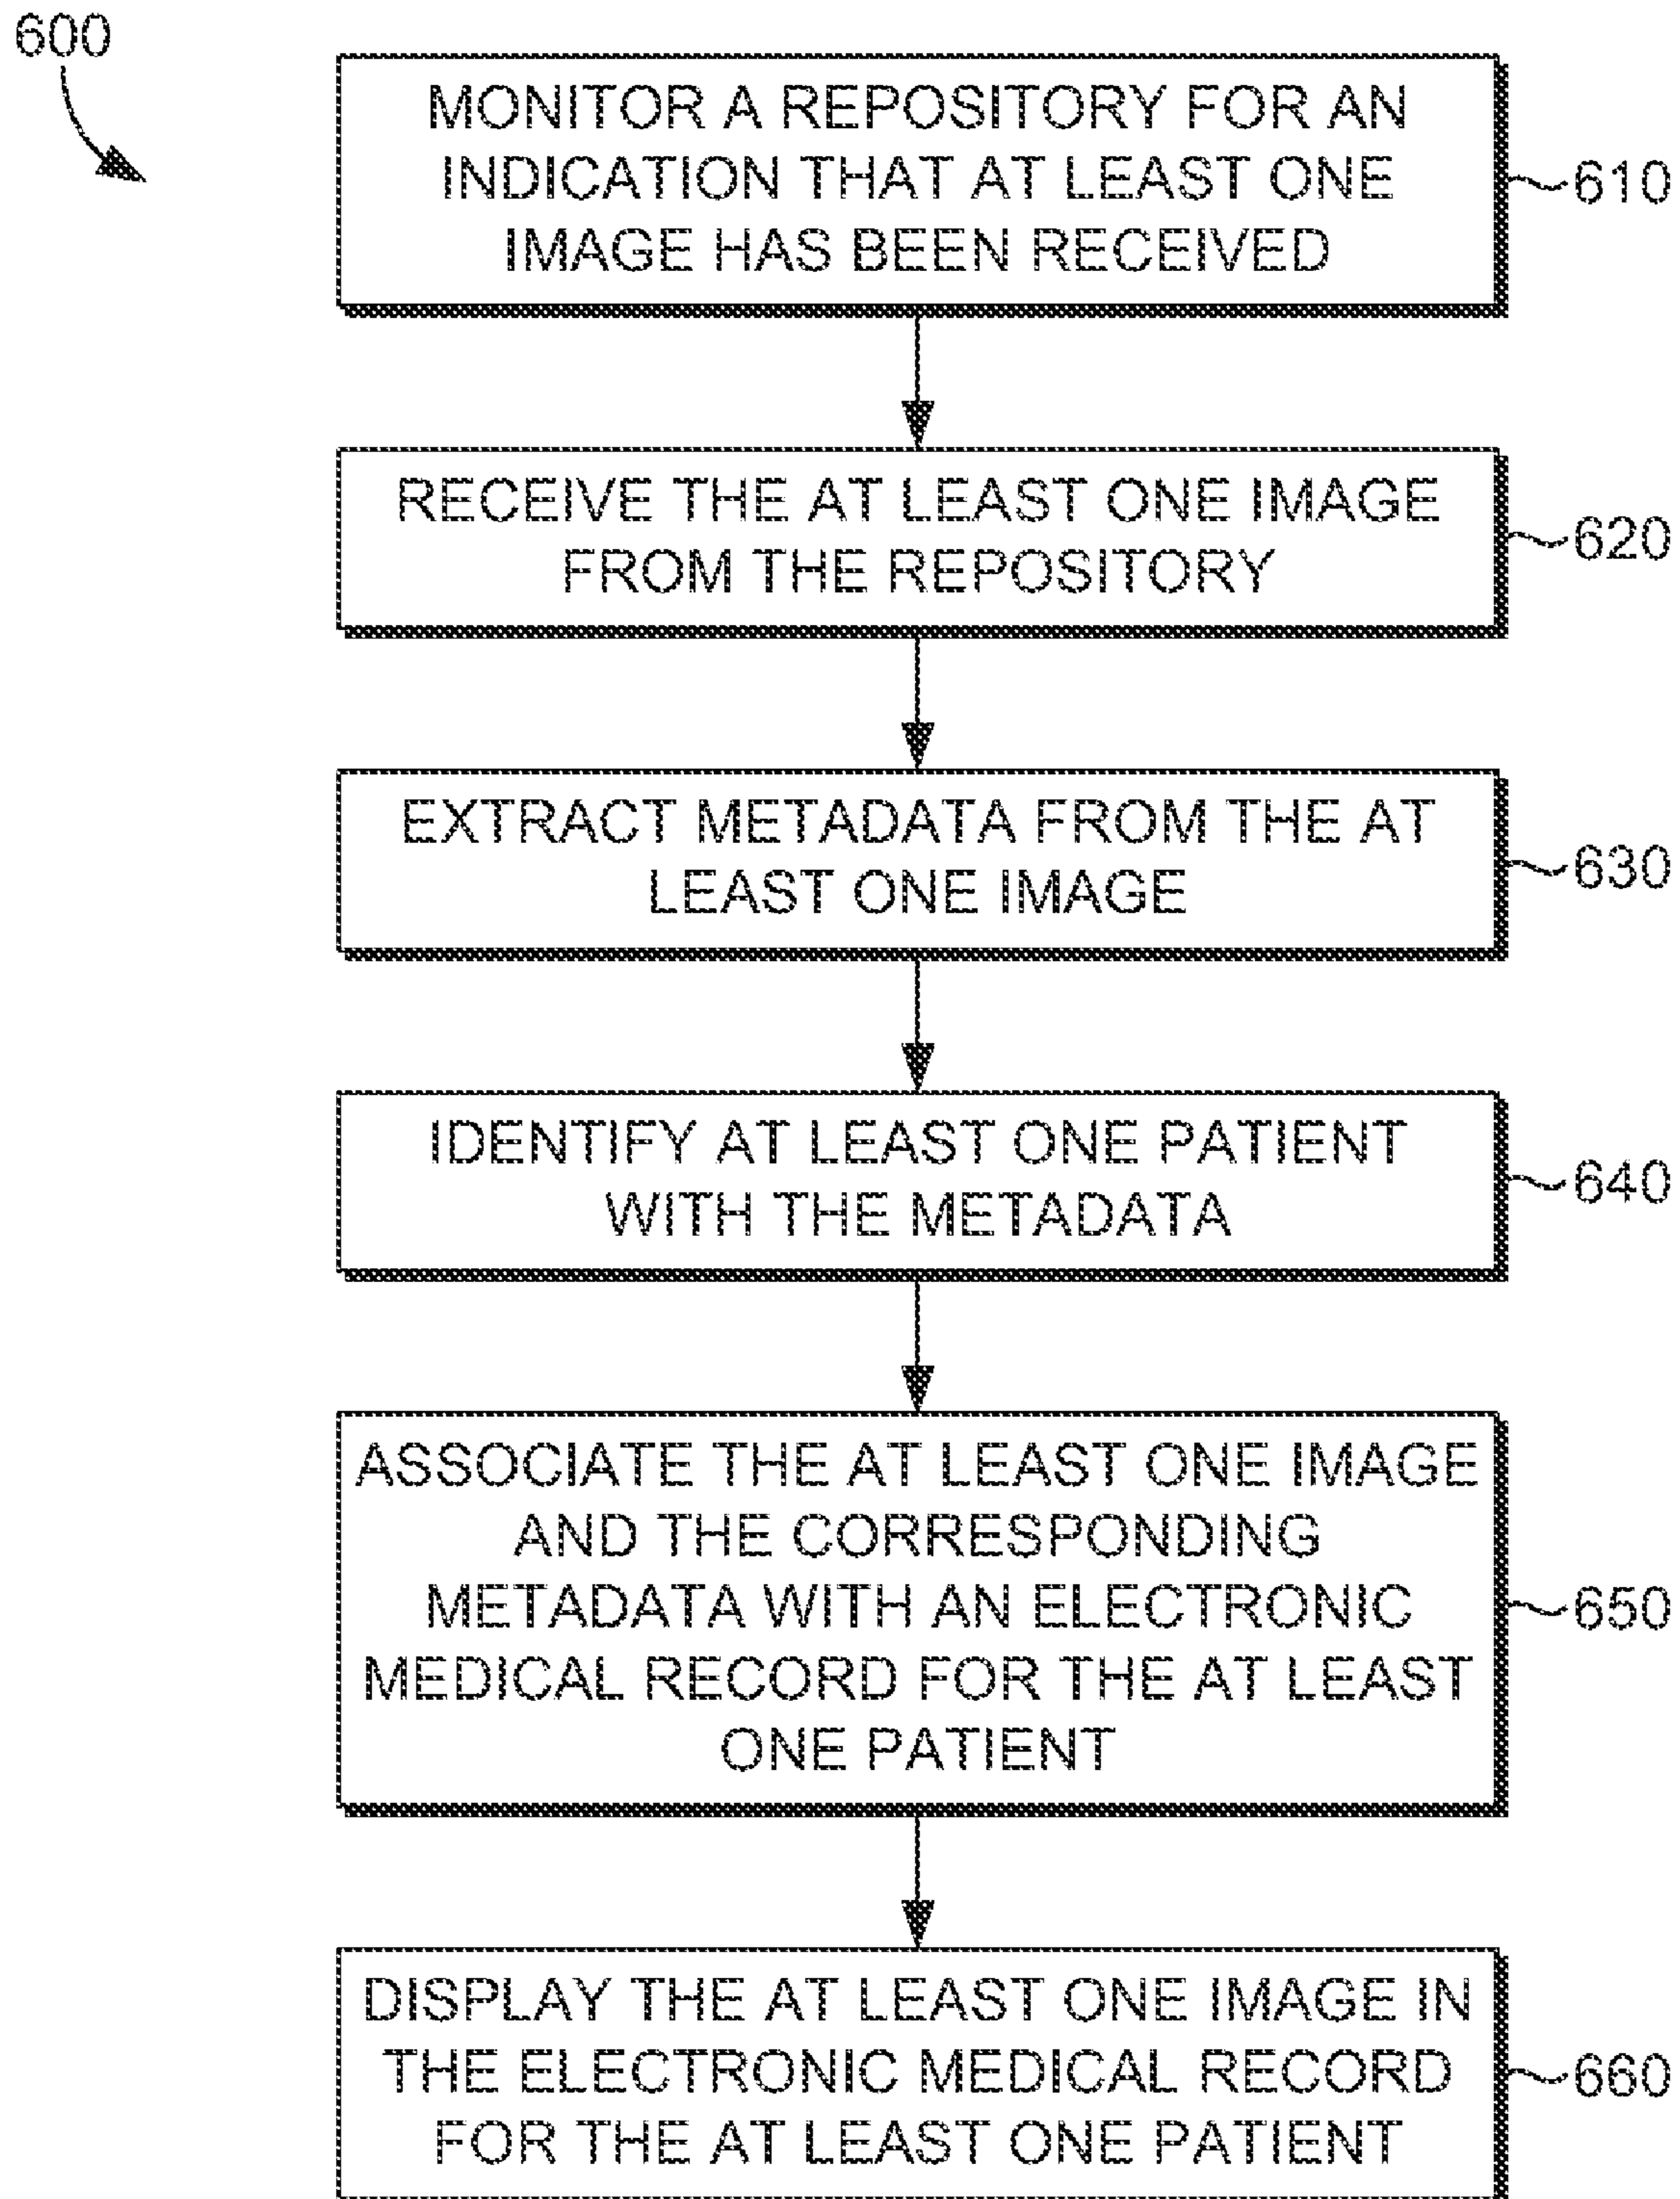 600
MONITOR A REPOSITORY FOR AN
INDICATION THAT AT LEAST ONE
IMAGE HAS BEEN RECEIVED
610
RECEIVE THE AT LEAST ONE IMAGE
FROM THE REPOSITORY
620
EXTRACT METADATA FROM THE AT
LEAST ONE IMAGE
630
IDENTIFY AT LEAST ONE PATIENT
WITH THE METADATA
640
ASSOCIATE THE AT LEAST ONE IMAGE
AND THE CORRESPONDING
METADATA WITH AN ELECTRONIC
MEDICAL RECORD FOR THE AT LEAST
ONE PATIENT
650
DISPLAY THE AT LEAST ONE IMAGE IN
THE ELECTRONIC MEDICAL RECORD
FOR THE AT LEAST ONE PATIENT
660